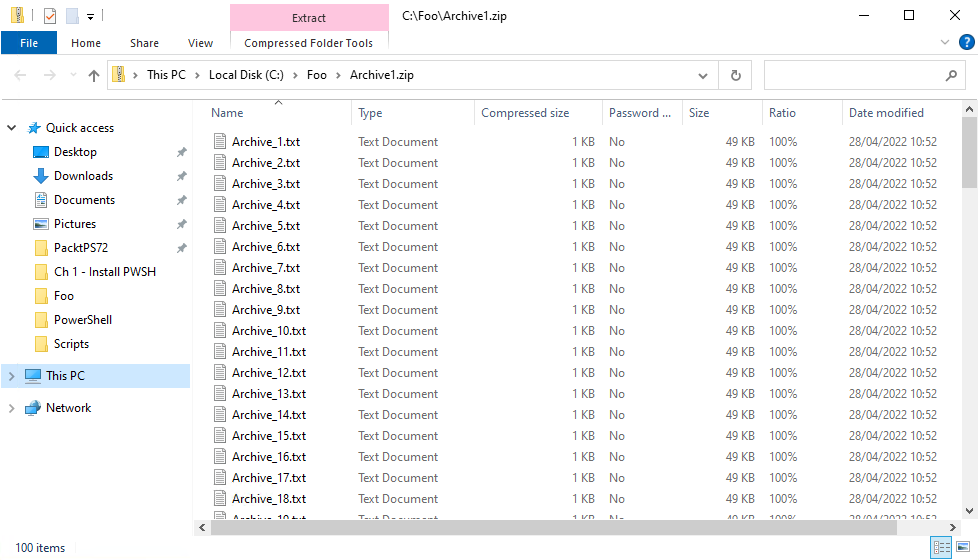 Extract C:\Foo\Archive1.zip
File Home Share View Compressed Folder Tools
This PC Local Disk (C:) Foo Archive1.zip
Name Type Compressed size Password ... Size Ratio Date modified
Quick access
Desktop
Downloads
Documents
Pictures
PacktPS72
Ch 1 - Install PWSH
Foo
PowerShell
Scripts
This PC
Network
Archive_1.txt Text Document 1 KB No 49 KB 100% 28/04/2022 10:52
Archive_2.txt Text Document 1 KB No 49 KB 100% 28/04/2022 10:52
Archive_3.txt Text Document 1 KB No 49 KB 100% 28/04/2022 10:52
Archive_4.txt Text Document 1 KB No 49 KB 100% 28/04/2022 10:52
Archive_5.txt Text Document 1 KB No 49 KB 100% 28/04/2022 10:52
Archive_6.txt Text Document 1 KB No 49 KB 100% 28/04/2022 10:52
Archive_7.txt Text Document 1 KB No 49 KB 100% 28/04/2022 10:52
Archive_8.txt Text Document 1 KB No 49 KB 100% 28/04/2022 10:52
Archive_9.txt Text Document 1 KB No 49 KB 100% 28/04/2022 10:52
Archive_10.txt Text Document 1 KB No 49 KB 100% 28/04/2022 10:52
Archive_11.txt Text Document 1 KB No 49 KB 100% 28/04/2022 10:52
Archive_12.txt Text Document 1 KB No 49 KB 100% 28/04/2022 10:52
Archive_13.txt Text Document 1 KB No 49 KB 100% 28/04/2022 10:52
Archive_14.txt Text Document 1 KB No 49 KB 100% 28/04/2022 10:52
Archive_15.txt Text Document 1 KB No 49 KB 100% 28/04/2022 10:52
Archive_16.txt Text Document 1 KB No 49 KB 100% 28/04/2022 10:52
Archive_17.txt Text Document 1 KB No 49 KB 100% 28/04/2022 10:52
Archive_18.txt Text Document 1 KB No 49 KB 100% 28/04/2022 10:52
Archive_19.txt Text Document 1 KB No 49 KB 100% 28/04/2022 10:52
100 items